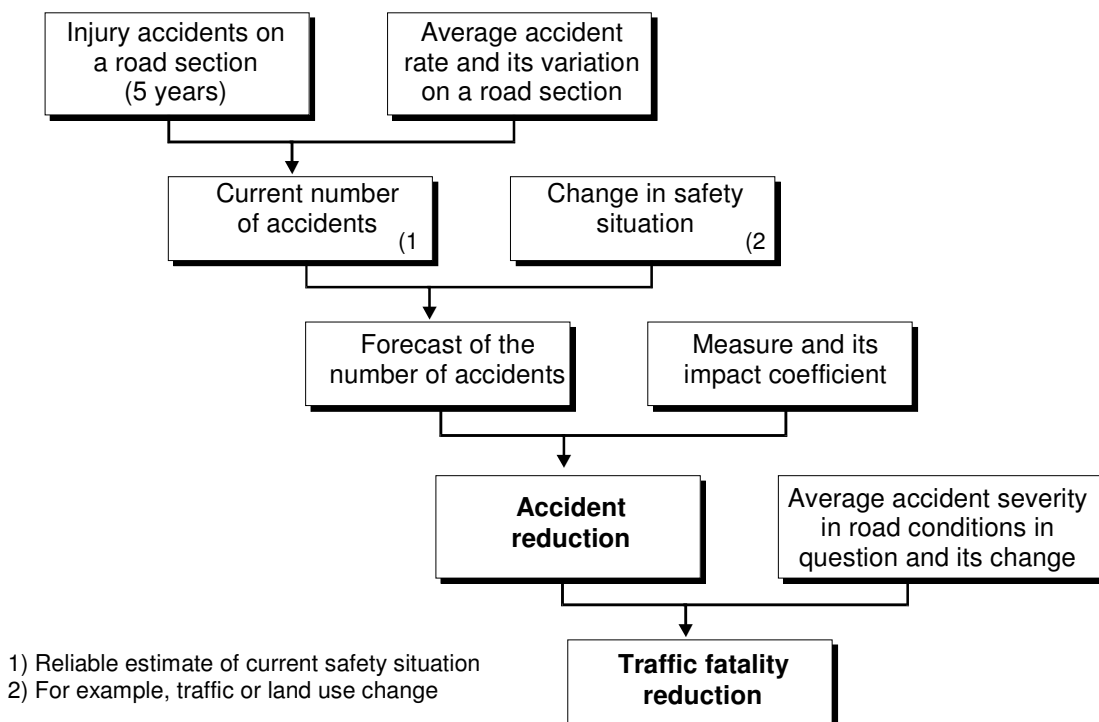 Injury accidents on
a road section
(5 years)
Average accident
rate and its variation
on a road section
Current number
of accidents
(1
Change in safety
situation
(2
Forecast of the
number of accidents
Measure and its
impact coefficient
Accident
reduction
Average accident severity
in road conditions in
question and its change
Traffic fatality
reduction
1) Reliable estimate of current safety situation
2) For example, traffic or land use change